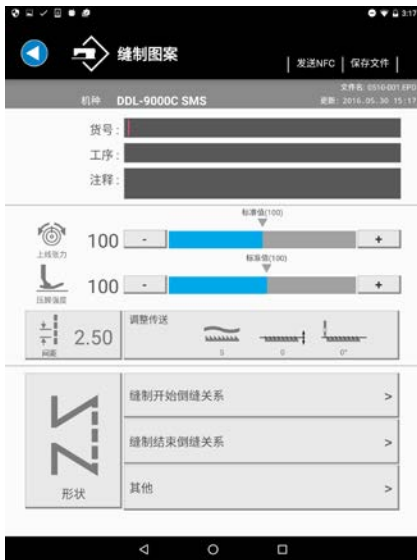 3:17
缝制图案
发送NFC
保存文件
文件名: 0510-001.EPD
机种 DDL-9000C SMS
更新: 2016.05.30 15:17
货号:
工序:
注释:
标准值(100)
上线张力
100
-
+
标准值(100)
压脚强度
100
-
+
间距
2.50
调整传送
S
0
0°
形状
缝制开始倒缝关系 >
缝制结束倒缝关系 >
其他 >